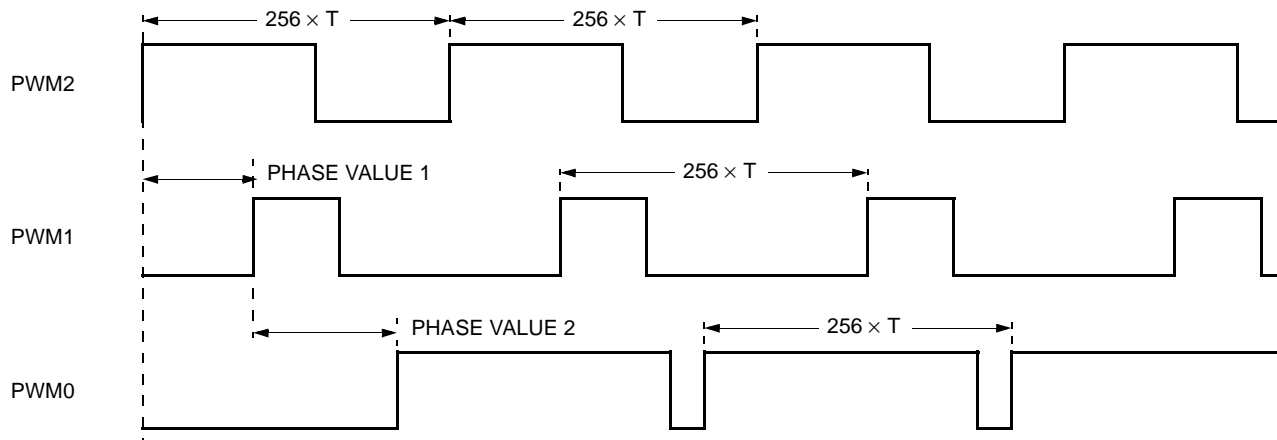 256 × T
256 × T
PWM2
PHASE VALUE 1
256 × T
PWM1
PHASE VALUE 2
256 × T
PWM0